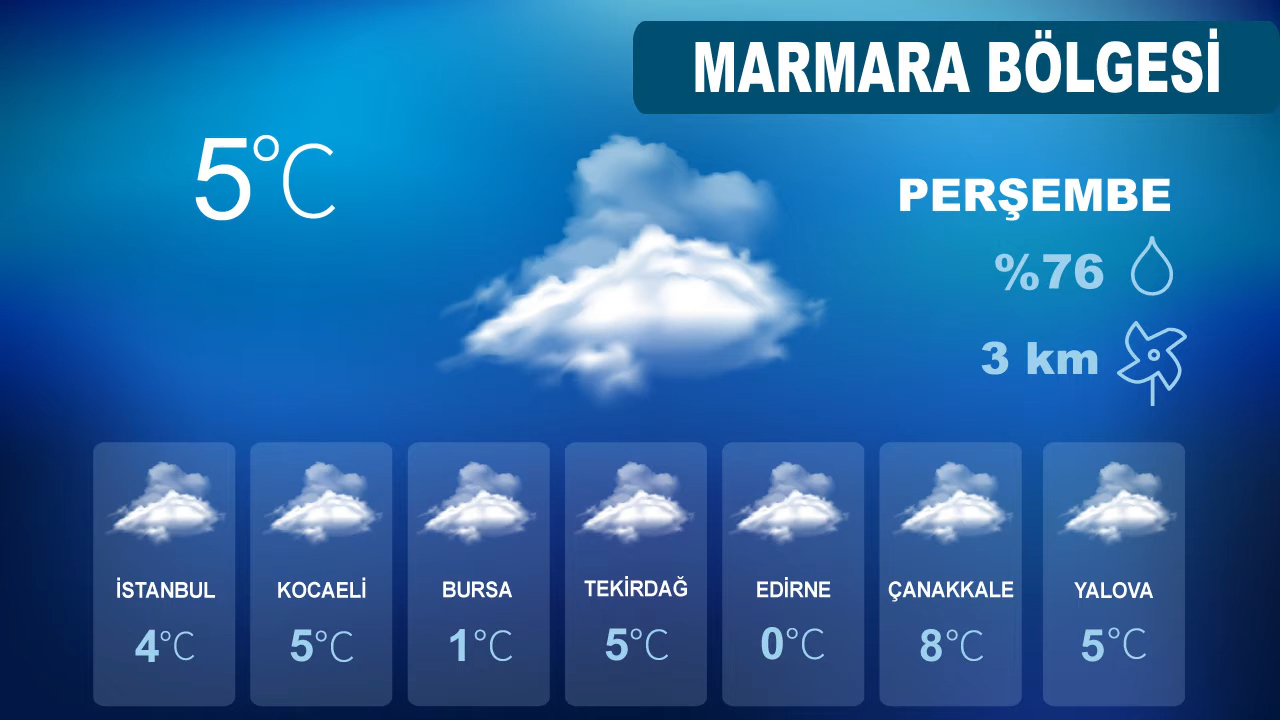 MARMARA BÖLGESİ
5°C
PERŞEMBE
%76
3 km
İSTANBUL
4°C
KOCAELİ
5°C
BURSA
1°C
TEKİRDAĞ
5°C
EDİRNE
0°C
ÇANAKKALE
8°C
YALOVA
5°C